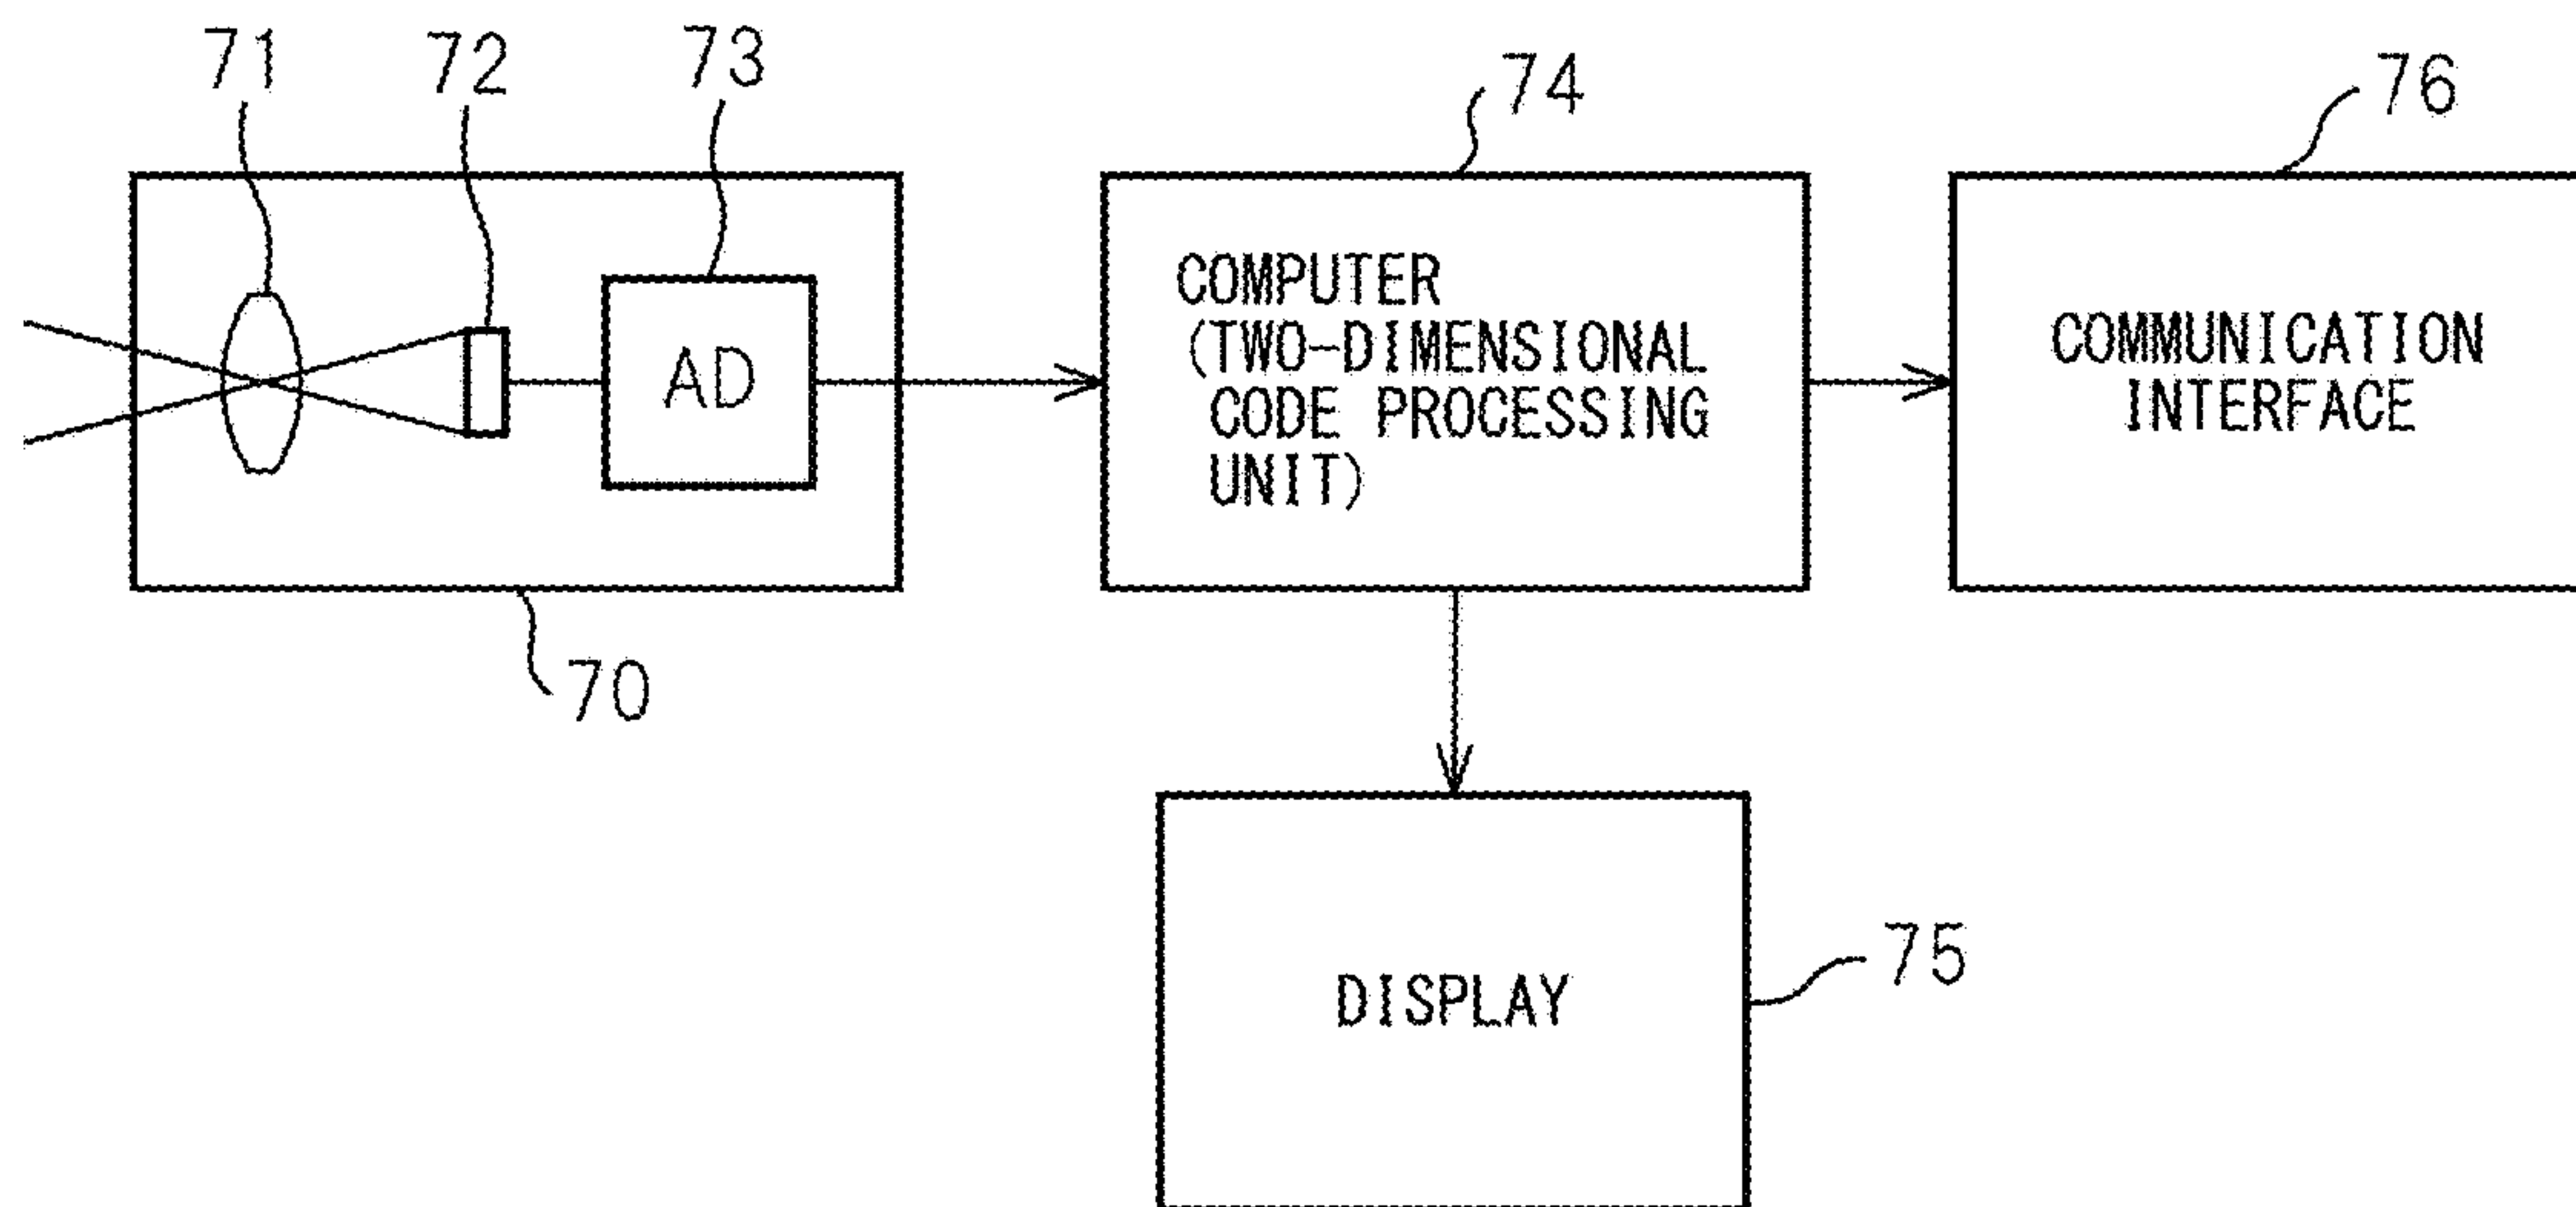 71
72
73
74
76
AD
COMPUTER
(TWO-DIMENSIONAL
CODE PROCESSING
UNIT)
COMMUNICATION
INTERFACE
70
DISPLAY
75